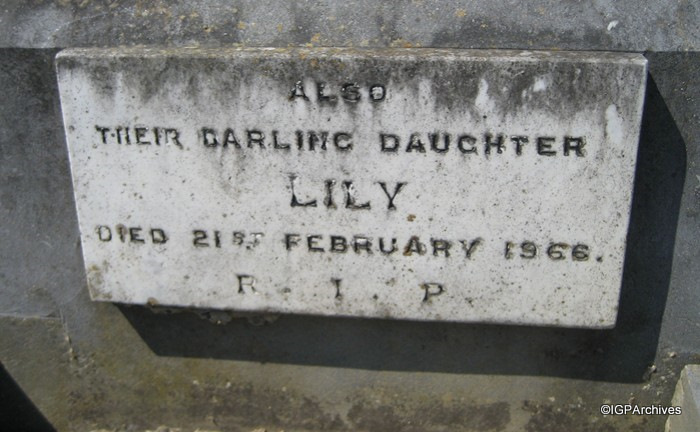 ALSO
THEIR DARLING DAUGHTER
LILY
DIED 21ST FEBRUARY 1966.
R. I. P
©IGPArchives